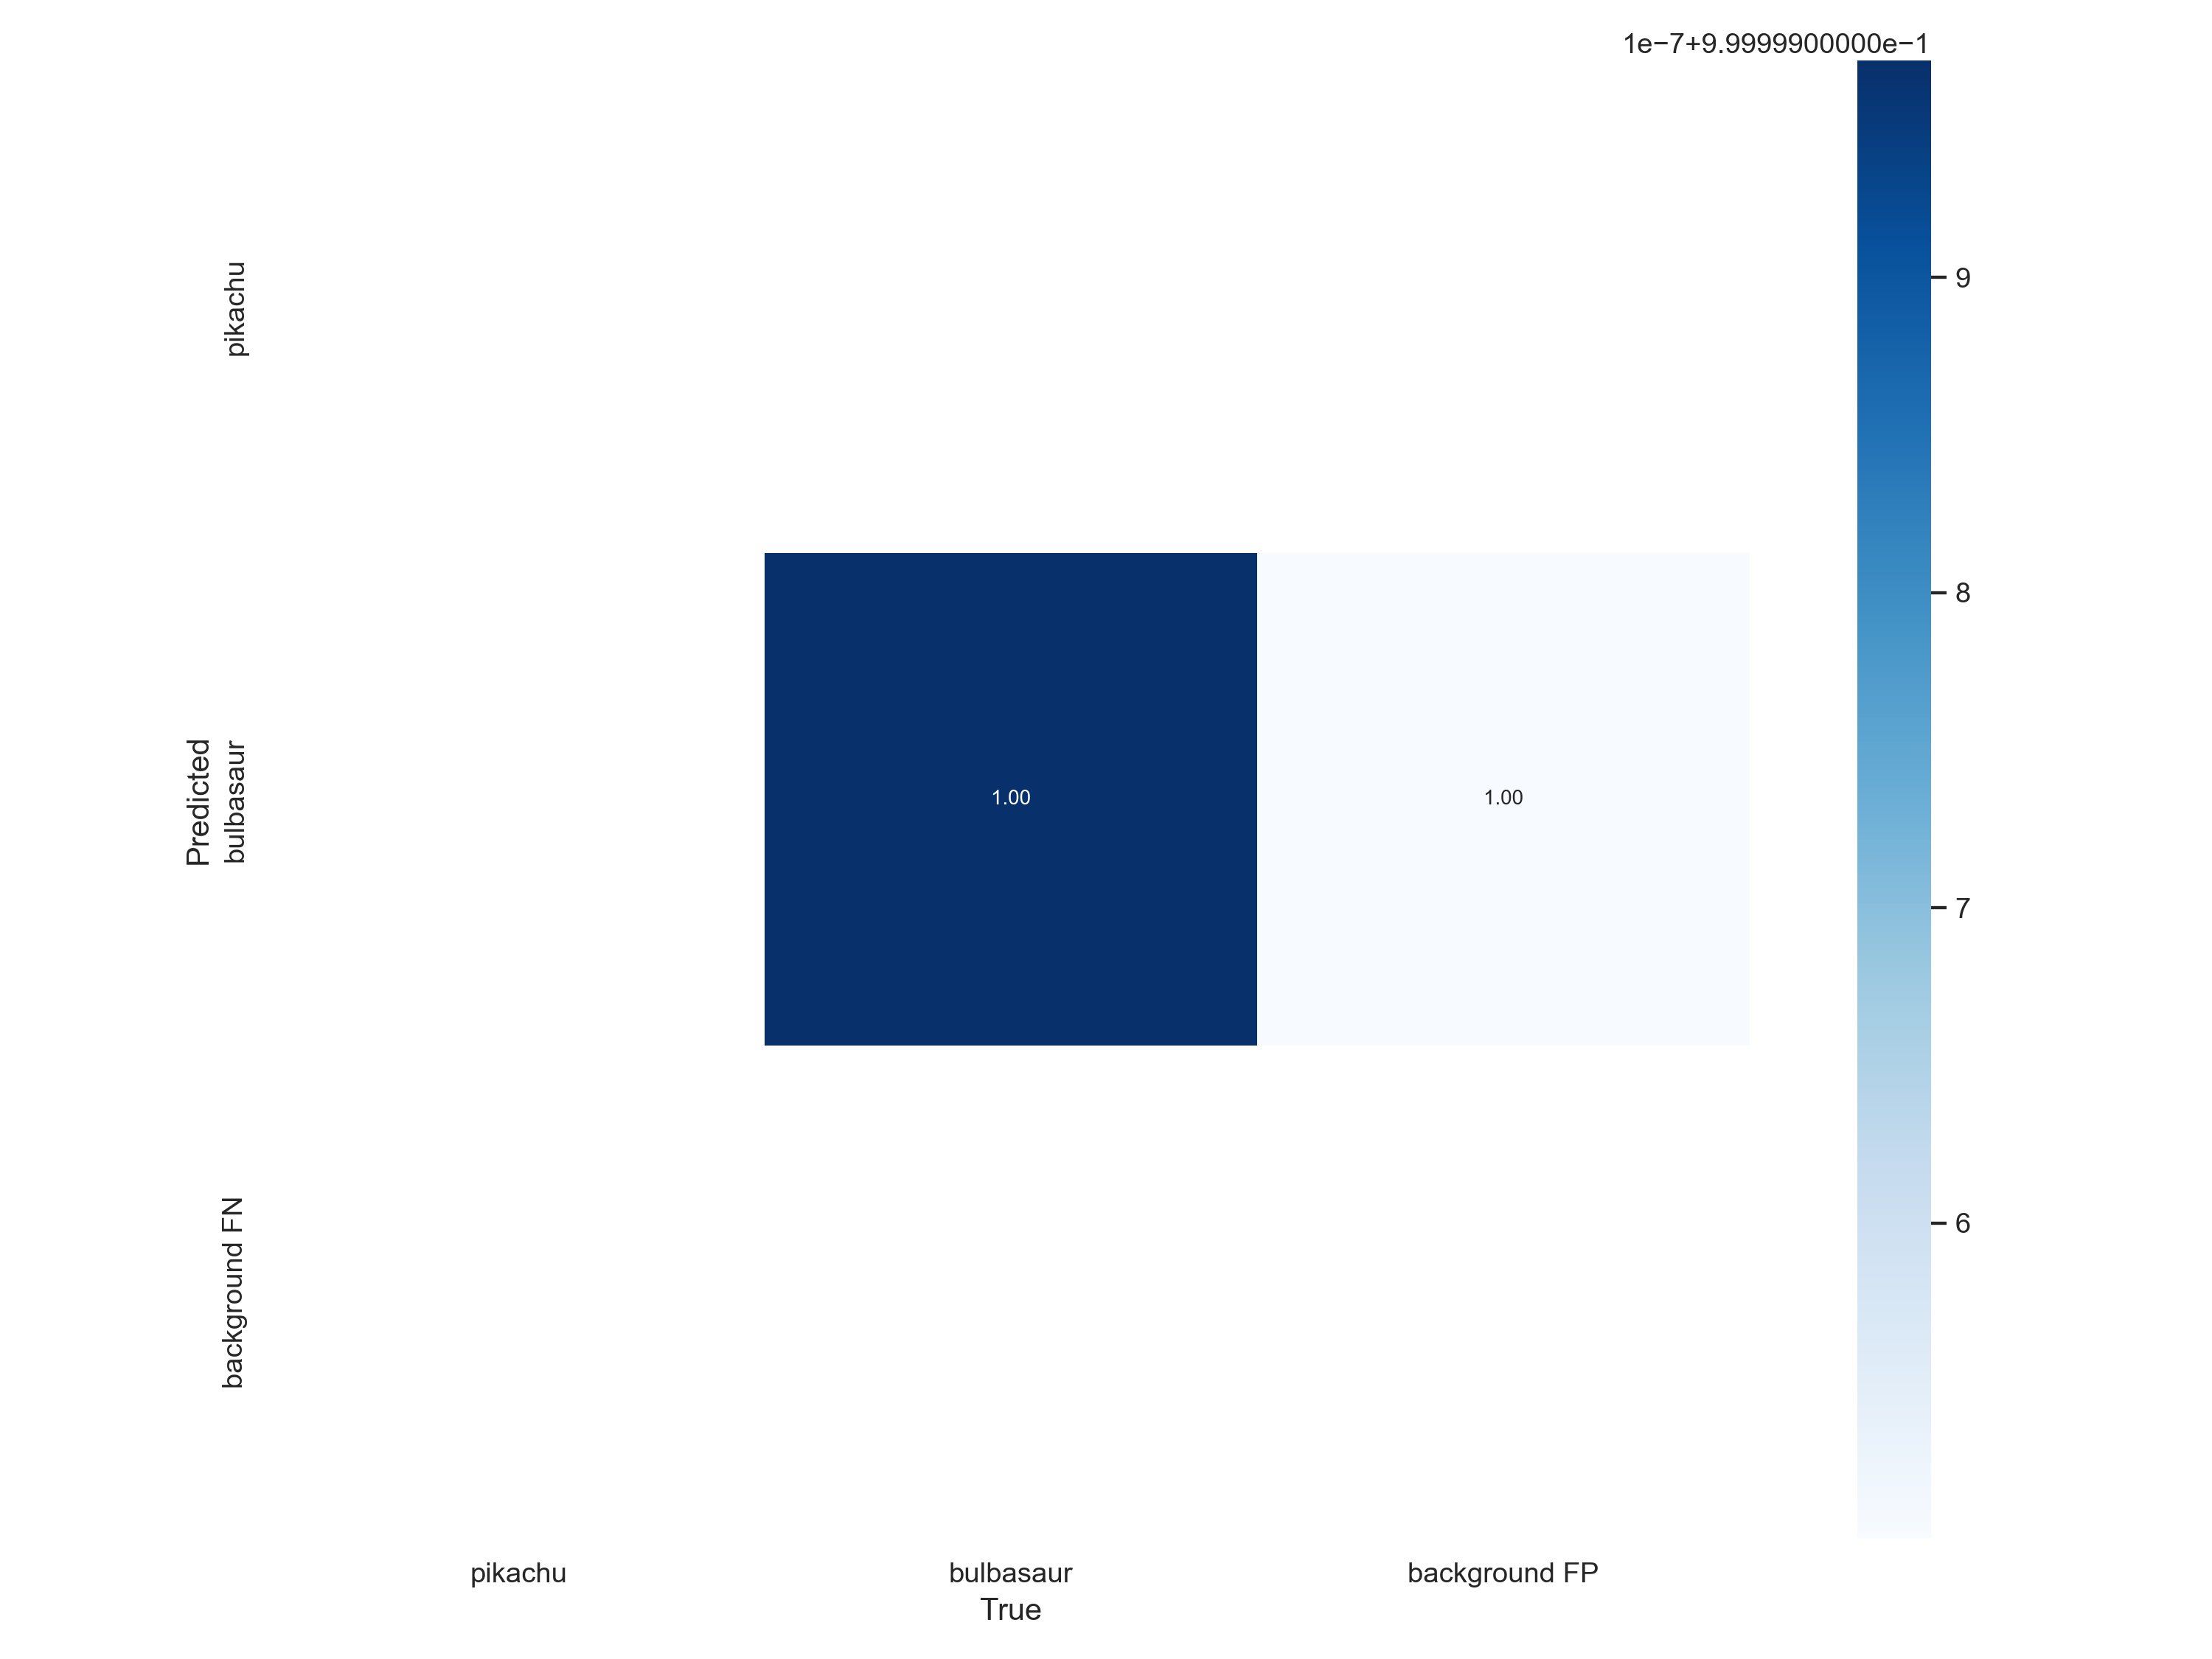 1e−7+9.9999900000e−1
9
8
7
6
Predicted
pikachu
bulbasaur
background FN
1.00
1.00
pikachu
bulbasaur
background FP
True